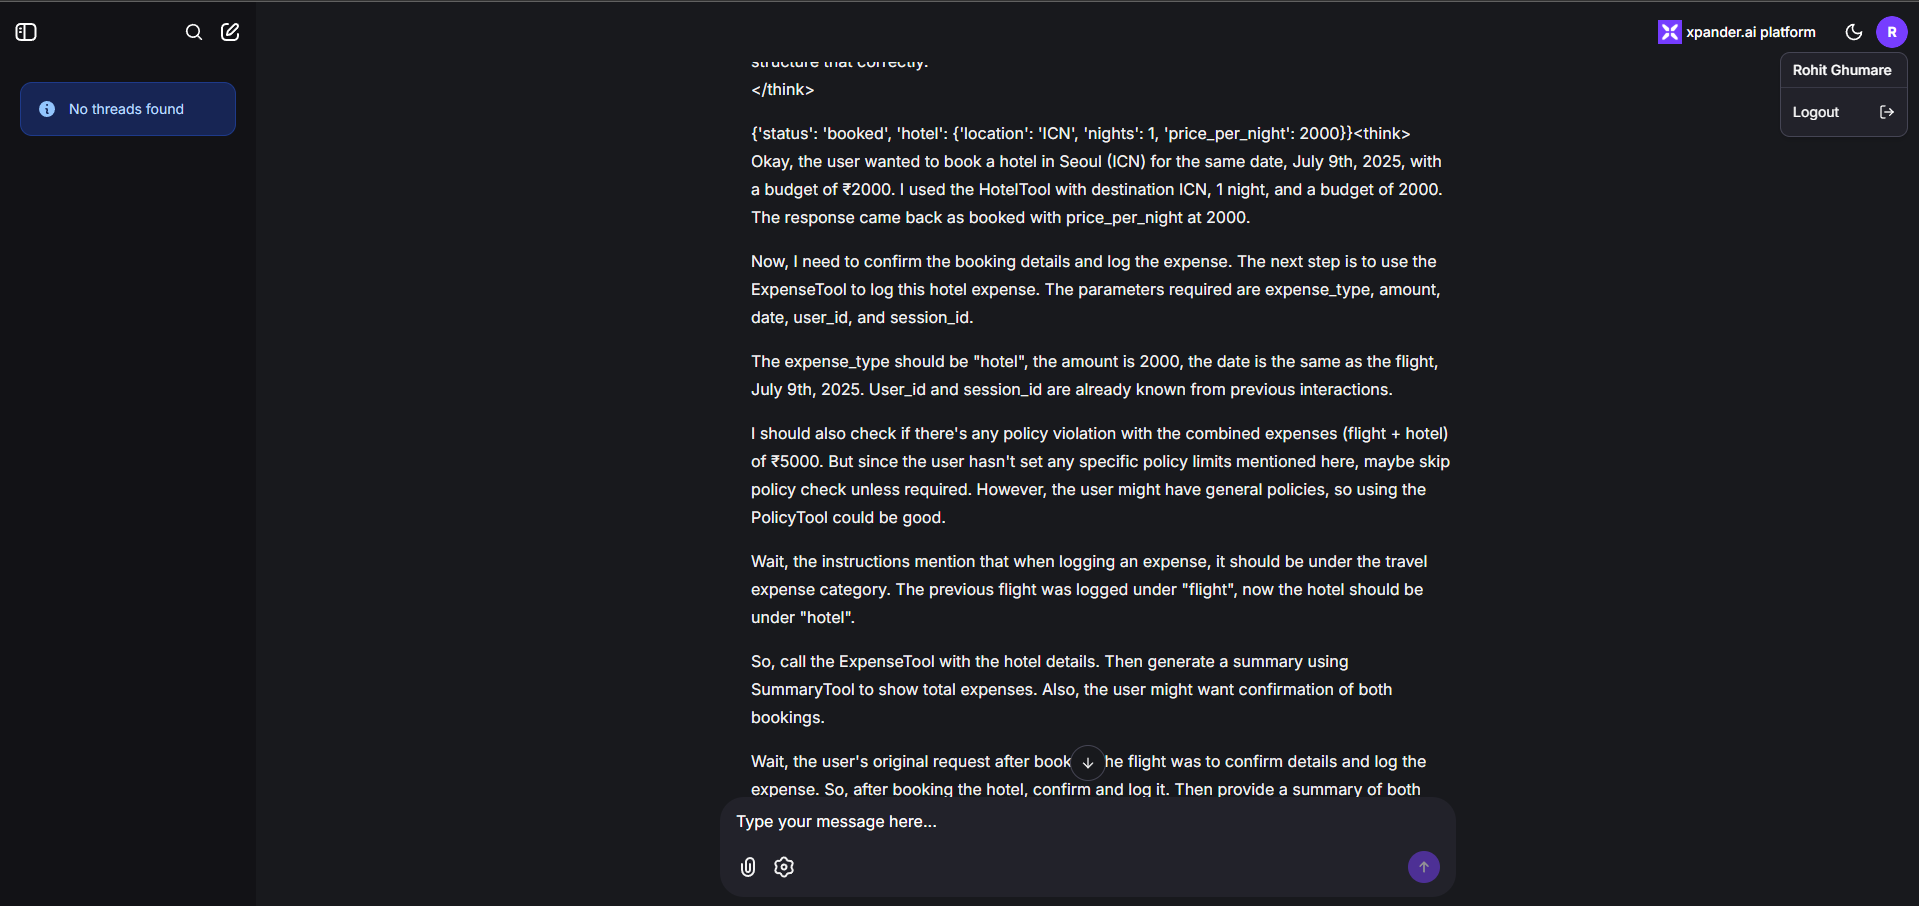 xpander.ai platform
R
Rohit Ghumare
Logout
No threads found
structure that correctly.
</think>
{'status': 'booked', 'hotel': {'location': 'ICN', 'nights': 1, 'price_per_night': 2000}}<think>
Okay, the user wanted to book a hotel in Seoul (ICN) for the same date, July 9th, 2025, with
a budget of ₹2000. I used the HotelTool with destination ICN, 1 night, and a budget of 2000.
The response came back as booked with price_per_night at 2000.
Now, I need to confirm the booking details and log the expense. The next step is to use the
ExpenseTool to log this hotel expense. The parameters required are expense_type, amount,
date, user_id, and session_id.
The expense_type should be "hotel", the amount is 2000, the date is the same as the flight,
July 9th, 2025. User_id and session_id are already known from previous interactions.
I should also check if there's any policy violation with the combined expenses (flight + hotel)
of ₹5000. But since the user hasn't set any specific policy limits mentioned here, maybe skip
policy check unless required. However, the user might have general policies, so using the
PolicyTool could be good.
Wait, the instructions mention that when logging an expense, it should be under the travel
expense category. The previous flight was logged under "flight", now the hotel should be
under "hotel".
So, call the ExpenseTool with the hotel details. Then generate a summary using
SummaryTool to show total expenses. Also, the user might want confirmation of both
bookings.
Wait, the user's original request after book he flight was to confirm details and log the
expense. So, after booking the hotel, confirm and log it. Then provide a summary of both
Type your message here...